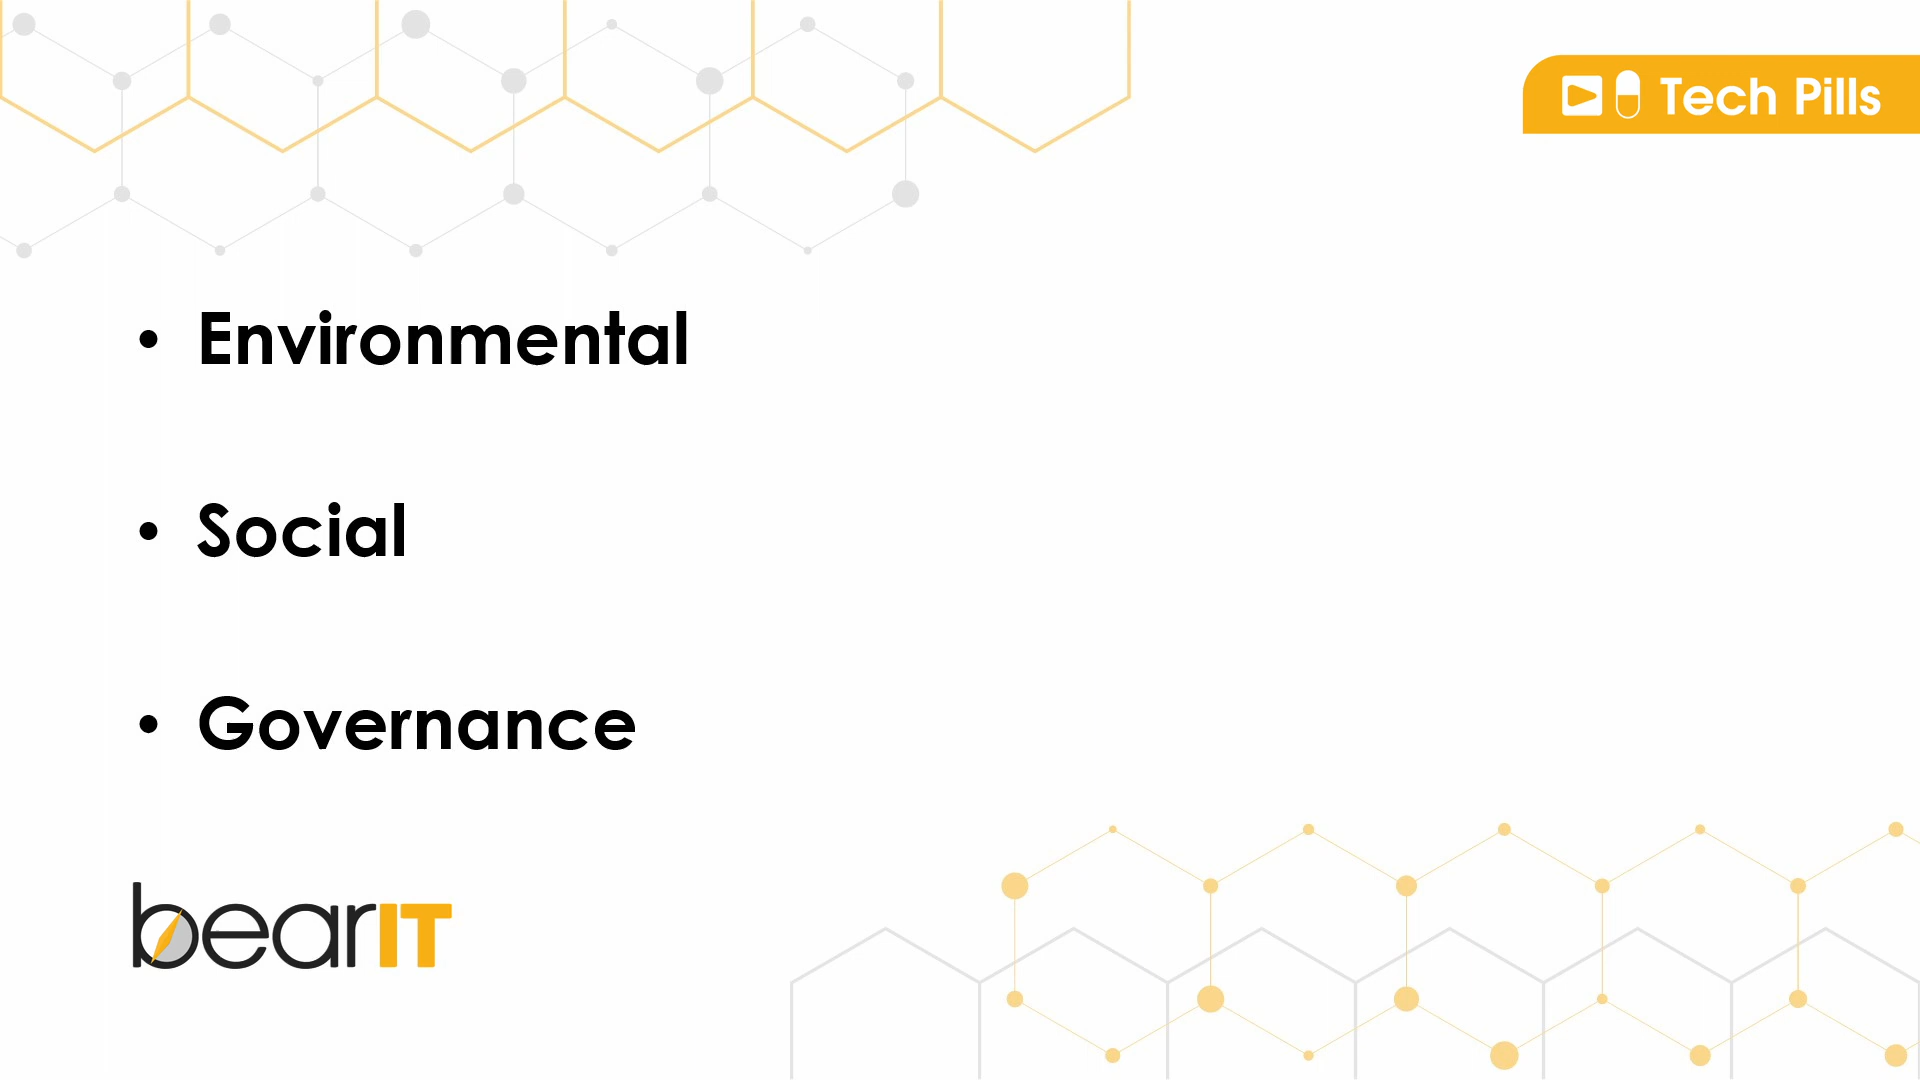 Tech Pills
• Environmental
• Social
• Governance
bearIT